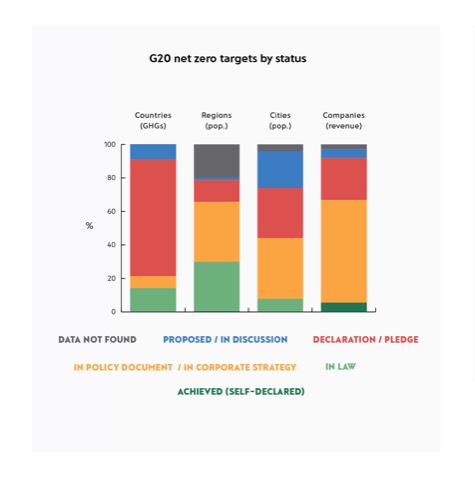 G20 net zero targets by status
Countries Regions Cities Companies
(GHGs) (pop.) (pop.) (revenue)
100
80
60
%
40
20
0
DATA NOT FOUND PROPOSED / IN DISCUSSION DECLARATION / PLEDGE
IN POLICY DOCUMENT / IN CORPORATE STRATEGY IN LAW
ACHIEVED (SELF-DECLARED)